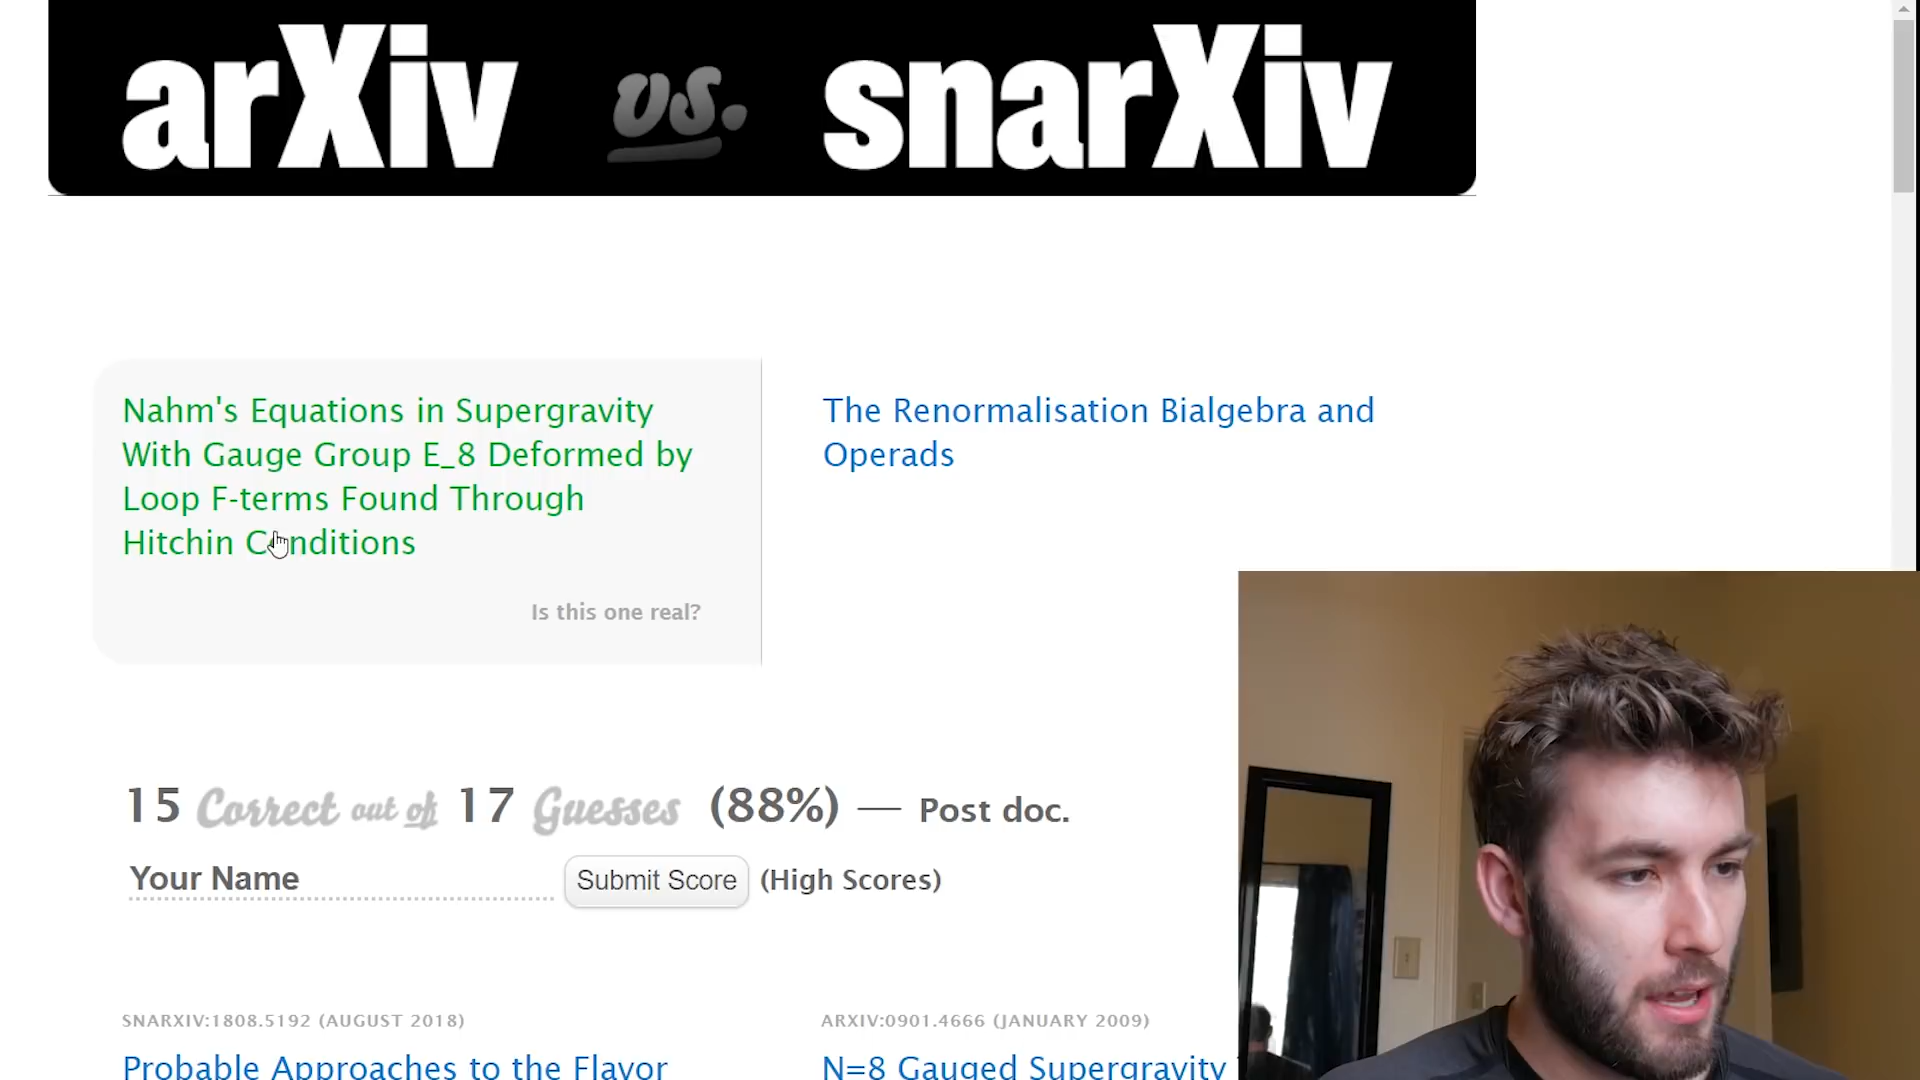 arXiv vs. snarXiv
Nahm's Equations in Supergravity
With Gauge Group E_8 Deformed by
Loop F-terms Found Through
Hitchin Conditions
Is this one real?
The Renormalisation Bialgebra and
Operads
15 Correct out of 17 Guesses (88%) — Post doc.
Your Name
Submit Score
(High Scores)
SNARXIV:1808.5192 (AUGUST 2018)
Probable Approaches to the Flavor
ARXIV:0901.4666 (JANUARY 2009)
N=8 Gauged Supergravity